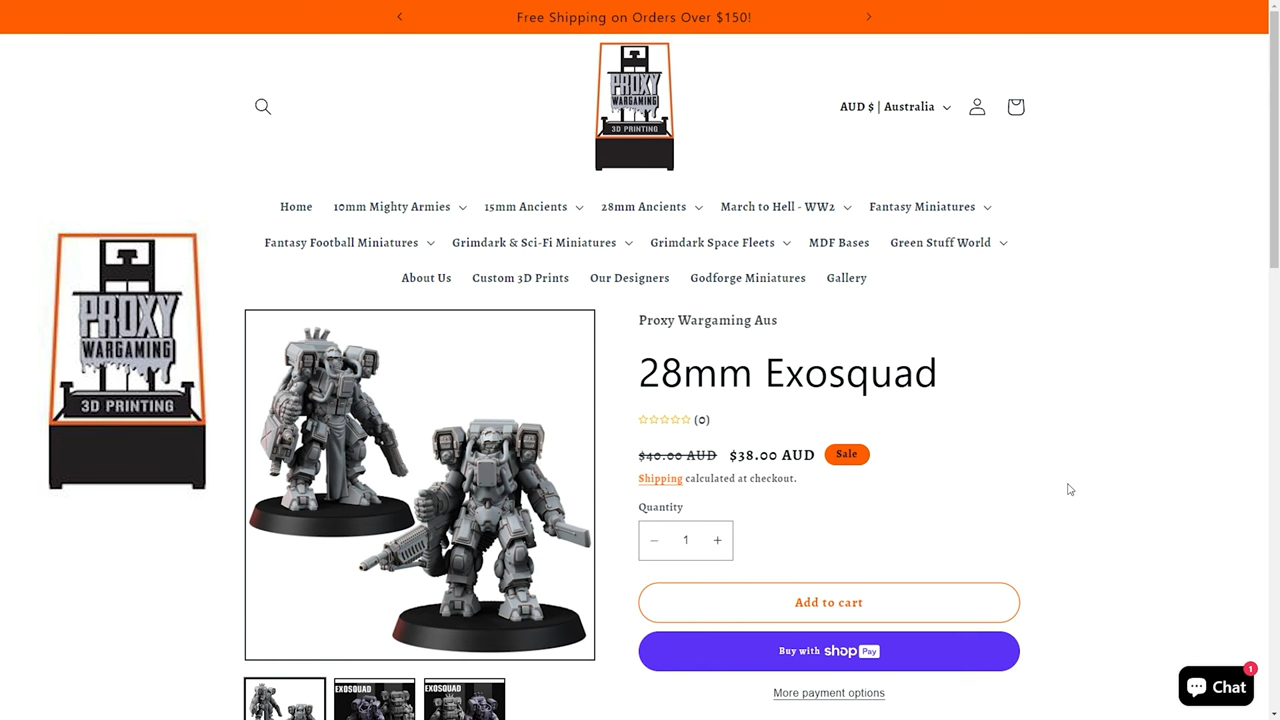 Free Shipping on Orders Over $150!
PROXY
WARGAMING
3D PRINTING
AUD $ | Australia
Home
10mm Mighty Armies
15mm Ancients
28mm Ancients
March to Hell - WW2
Fantasy Miniatures
Fantasy Football Miniatures
Grimdark & Sci-Fi Miniatures
Grimdark Space Fleets
MDF Bases
Green Stuff World
About Us
Custom 3D Prints
Our Designers
Godforge Miniatures
Gallery
PROXY
WARGAMING
3D PRINTING
Proxy Wargaming Aus
28mm Exosquad
(0)
$40.00 AUD $38.00 AUD Sale
Shipping calculated at checkout.
Quantity
1
Add to cart
Buy with shop Pay
More payment options
EXOSQUAD
EXOSQUAD
Chat
1